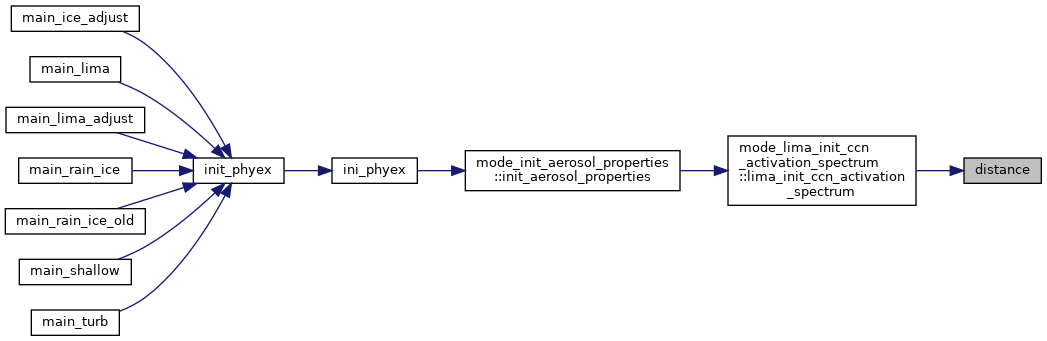 main_ice_adjust
main_lima
main_lima_adjust
main_rain_ice
main_rain_ice_old
main_shallow
main_turb
init_phyex
ini_phyex
mode_init_aerosol_properties
::init_aerosol_properties
mode_lima_init_ccn
_activation_spectrum
::lima_init_ccn_activation
_spectrum
distance